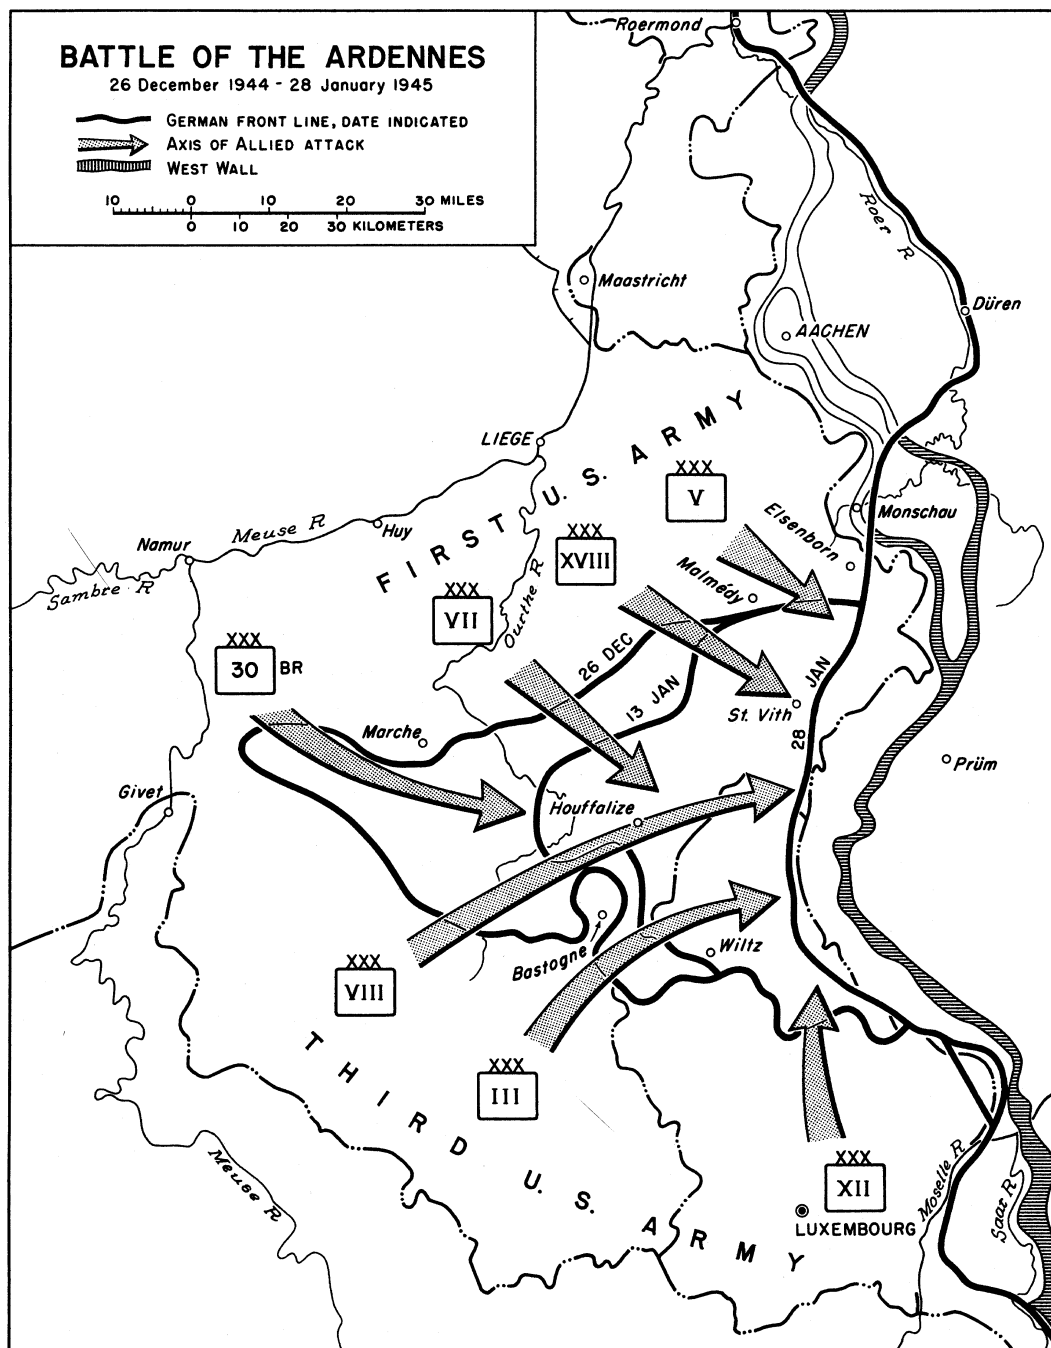 BATTLE OF THE ARDENNES
26 December 1944 - 28 January 1945
GERMAN FRONT LINE, DATE INDICATED
AXIS OF ALLIED ATTACK
WEST WALL
10 0 10 20 30 MILES
0 10 20 30 KILOMETERS
Roermond
Roer R
Maastricht
Düren
AACHEN
LIEGE
FIRST U.S. ARMY
XXX
V
Monschau
Elsenborn
Meuse R
Huy
Namur
XXX
XVIII
Sambre R
Malmédy
XXX
VII
Ourthe R
XXX
30 BR
26 DEC
13 JAN
28 JAN
St. Vith
Marche
Prüm
Givet
Houffalize
Bastogne
Wiltz
XXX
VIII
THIRD U.S. ARMY
XXX
III
Meuse R
XXX
XII
Moselle R
Saar R
LUXEMBOURG